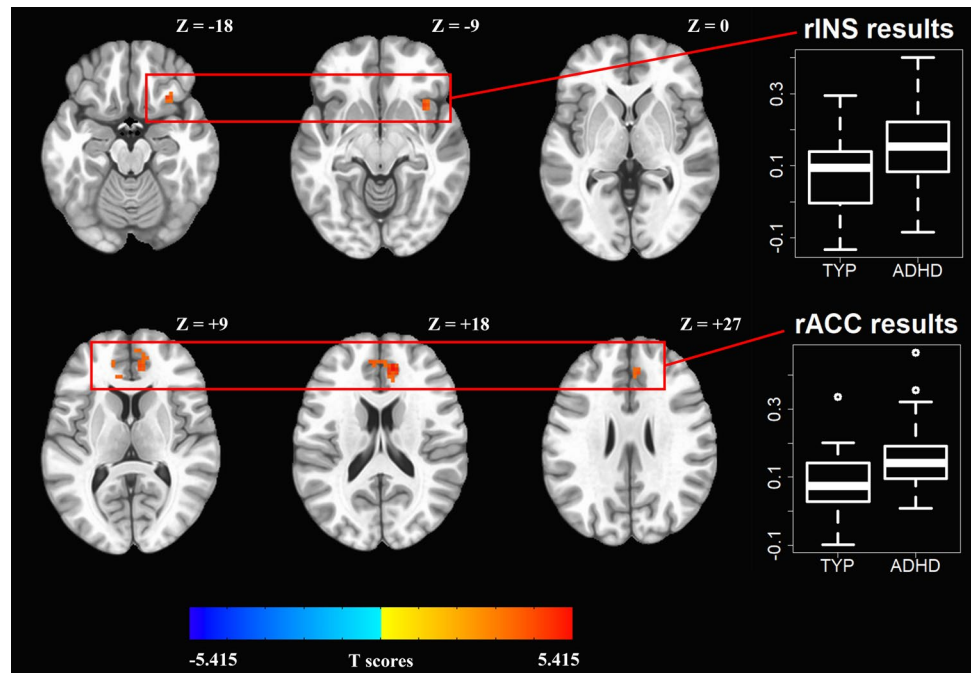 Z = -18
Z = -9
Z = 0
rINS results
0.3
0.1
-0.1
TYP ADHD
Z = +9
Z = +18
Z = +27
rACC results
0.3
0.1
-0.1
TYP ADHD
-5.415 T scores 5.415